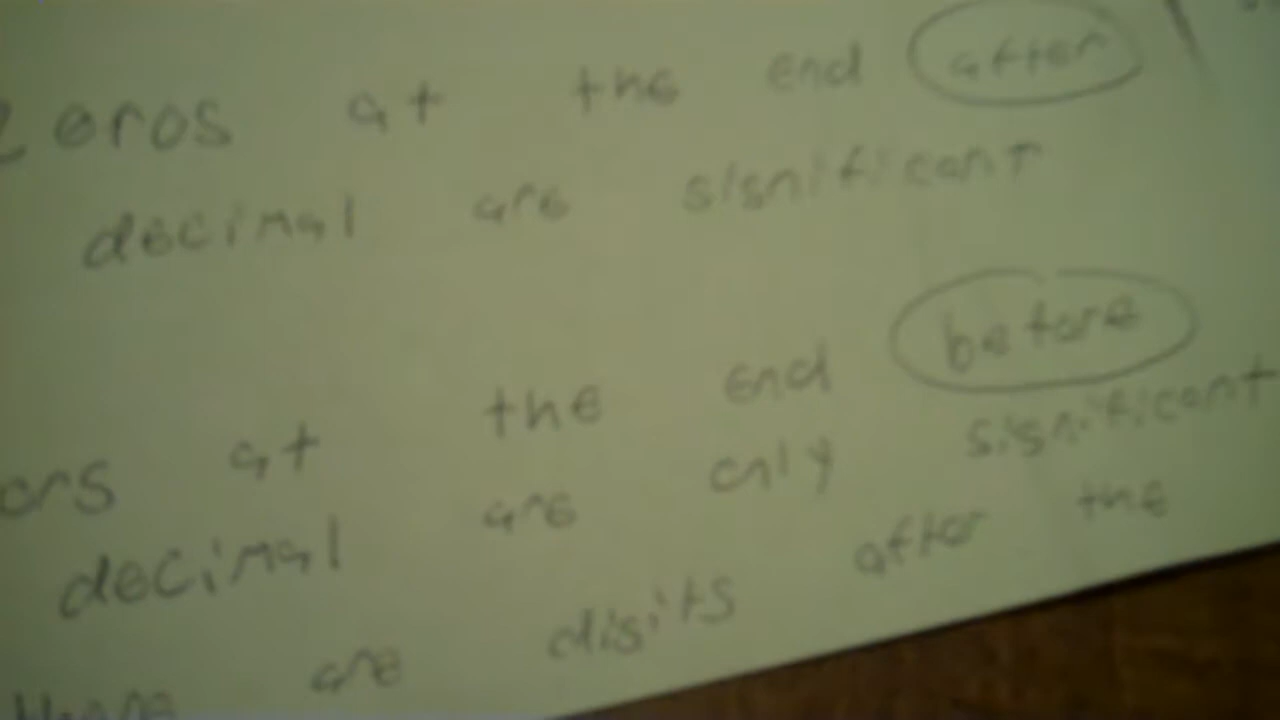 Zeros at the end after
decimal are significant
ers at the end before
decimal are only significant
there are digits after the